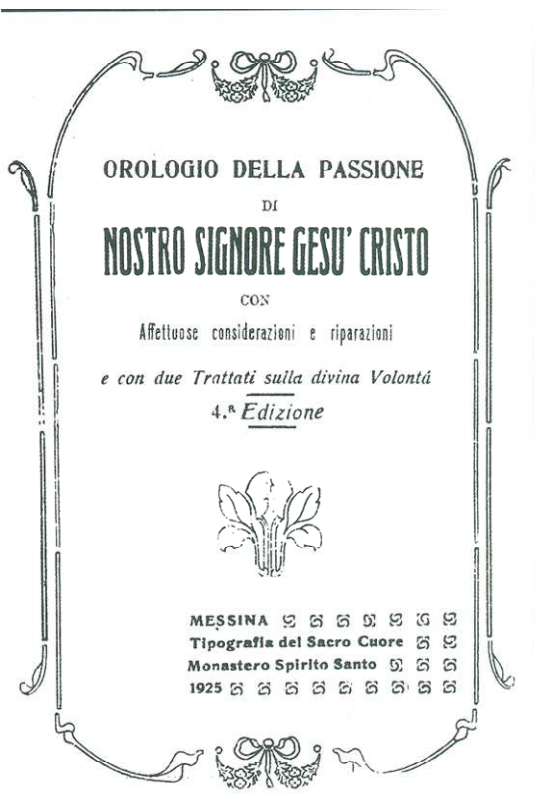 OROLOGIO DELLA PASSIONE
DI
NOSTRO SIGNORE GESU' CRISTO
CON
Affettuose considerazioni e riparazioni
e con due Trattati sulla divina Volontá
4.ª Edizione
MESSINA
Tipografia del Sacro Cuore
Monastero Spirito Santo
1925